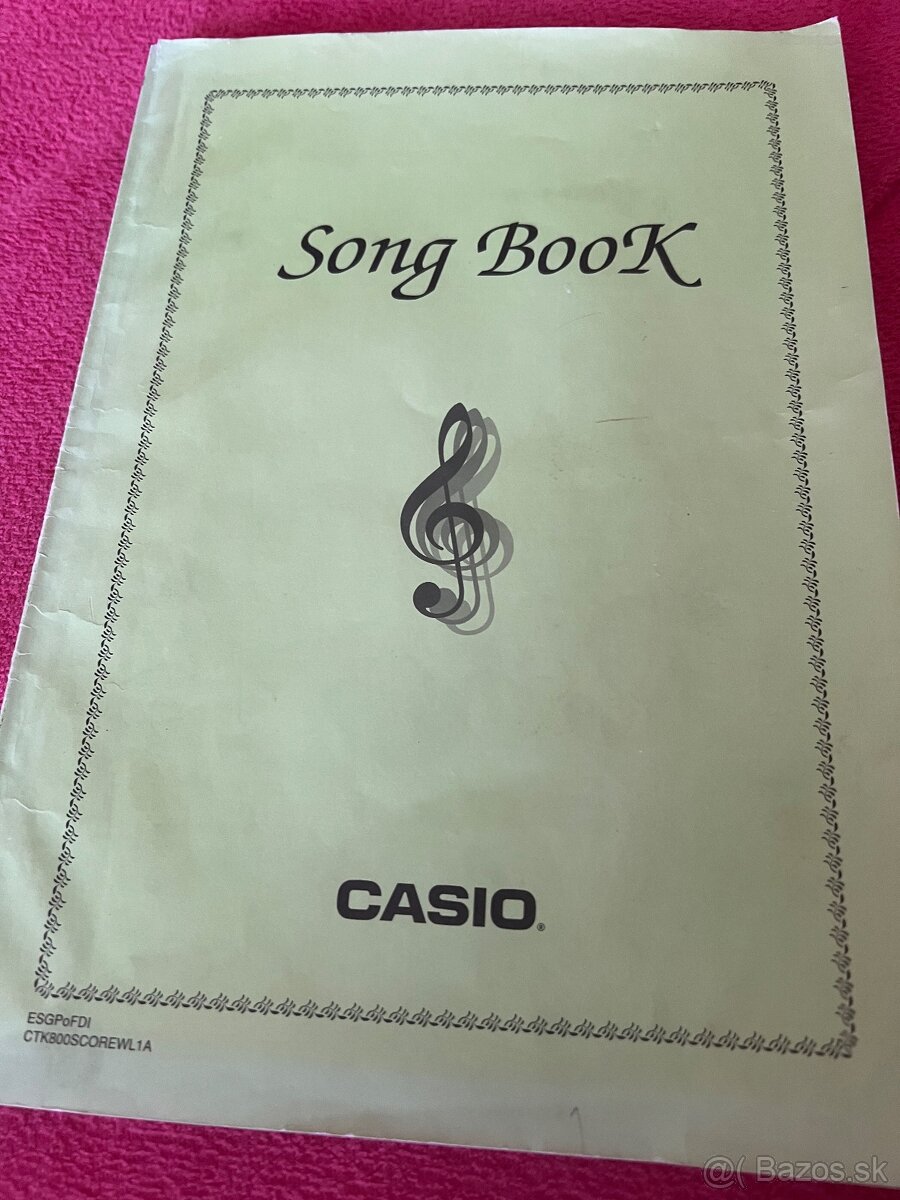 Song BooK
CASIO®
ESGPoFDI
CTK800SCOREWL1A
@( Bazos.sk